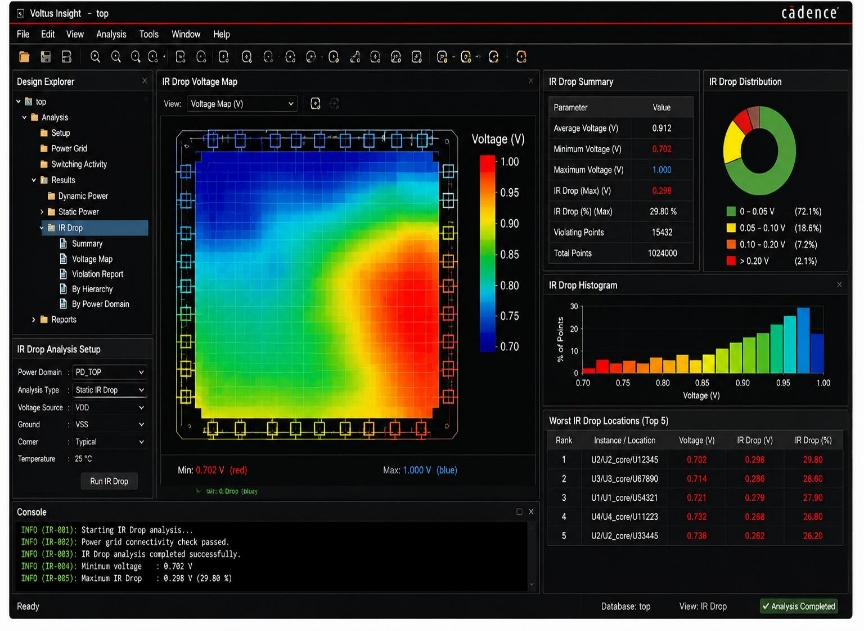 Voltus Insight - top
cādence®
File Edit View Analysis Tools Window Help
Design Explorer
top
Analysis
Setup
Power Grid
Switching Activity
Results
Dynamic Power
Static Power
IR Drop
Summary
Voltage Map
Violation Report
By Hierarchy
By Power Domain
Reports
IR Drop Analysis Setup
Power Domain : PD_TOP
Analysis Type : Static IR Drop
Voltage Source : VDD
Ground : VSS
Corner : Typical
Temperature : 25 °C
Run IR Drop
IR Drop Voltage Map
View: Voltage Map (V)
Voltage (V)
1.00
0.95
0.90
0.85
0.80
0.75
0.70
Min: 0.702 V (red)
Max: 1.000 V (blue)
Drop (blue)
IR Drop Summary
Parameter Value
Average Voltage (V) 0.912
Minimum Voltage (V) 0.702
Maximum Voltage (V) 1.000
IR Drop (Max) (V) 0.298
IR Drop (%) (Max) 29.80 %
Violating Points 15432
Total Points 1024000
IR Drop Distribution
0 - 0.05 V (72.1%)
0.05 - 0.10 V (18.6%)
0.10 - 0.20 V (7.2%)
> 0.20 V (2.1%)
IR Drop Histogram
% of Points
30
20
10
0
0.70 0.75 0.80 0.85 0.90 0.95 1.00
Voltage (V)
Worst IR Drop Locations (Top 5)
Rank Instance / Location Voltage (V) IR Drop (V) IR Drop (%)
1 U2/U2_core/U12345 0.702 0.298 29.80
2 U3/U3_core/U67890 0.714 0.286 28.60
3 U1/U1_core/U54321 0.721 0.279 27.90
4 U4/U4_core/U11223 0.732 0.268 26.80
5 U2/U2_core/U33445 0.738 0.262 26.20
Console
INFO (IR-001): Starting IR Drop analysis...
INFO (IR-002): Power grid connectivity check passed.
INFO (IR-003): IR Drop analysis completed successfully.
INFO (IR-004): Minimum voltage : 0.702 V
INFO (IR-005): Maximum IR Drop : 0.298 V (29.80 %)
Ready
Database: top
View: IR Drop
Analysis Completed